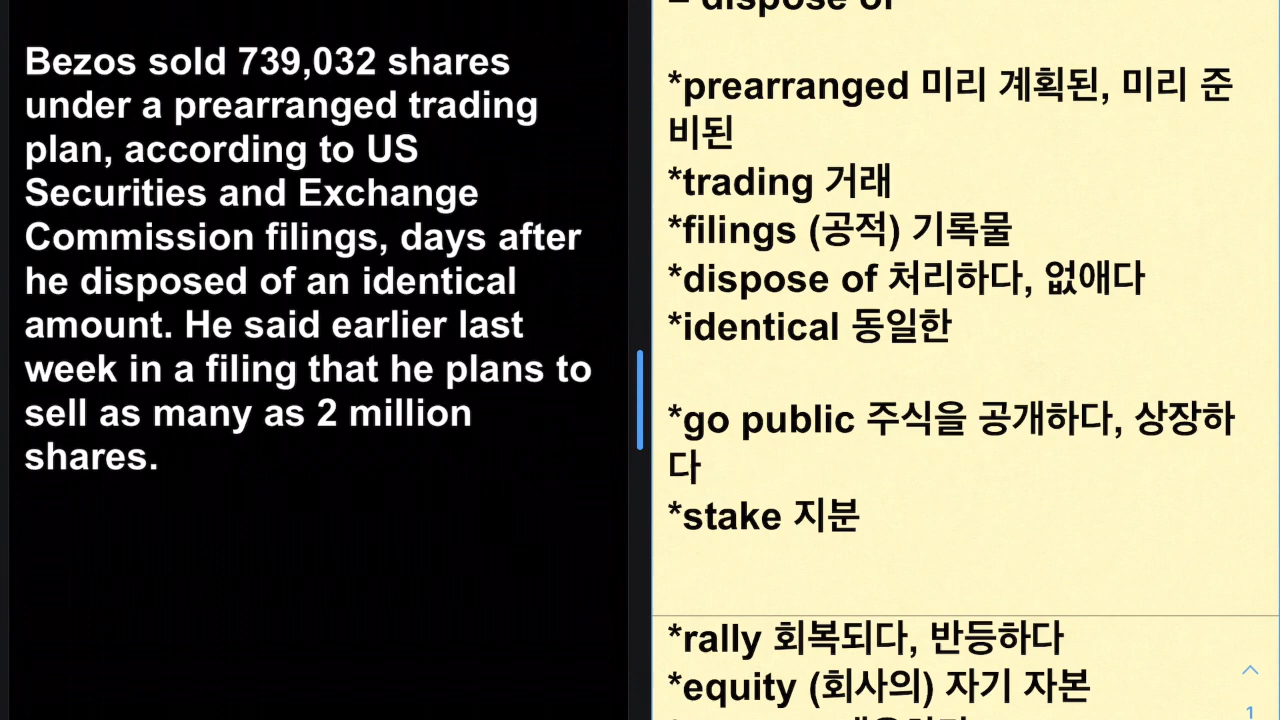 Bezos sold 739,032 shares
under a prearranged trading
plan, according to US
Securities and Exchange
Commission filings, days after
he disposed of an identical
amount. He said earlier last
week in a filing that he plans to
sell as many as 2 million
shares.
= dispose of
*prearranged 미리 계획된, 미리 준
비된
*trading 거래
*filings (공적) 기록물
*dispose of 처리하다, 없애다
*identical 동일한
*go public 주식을 공개하다, 상장하
다
*stake 지분
*rally 회복되다, 반등하다
*equity (회사의) 자기 자본
1